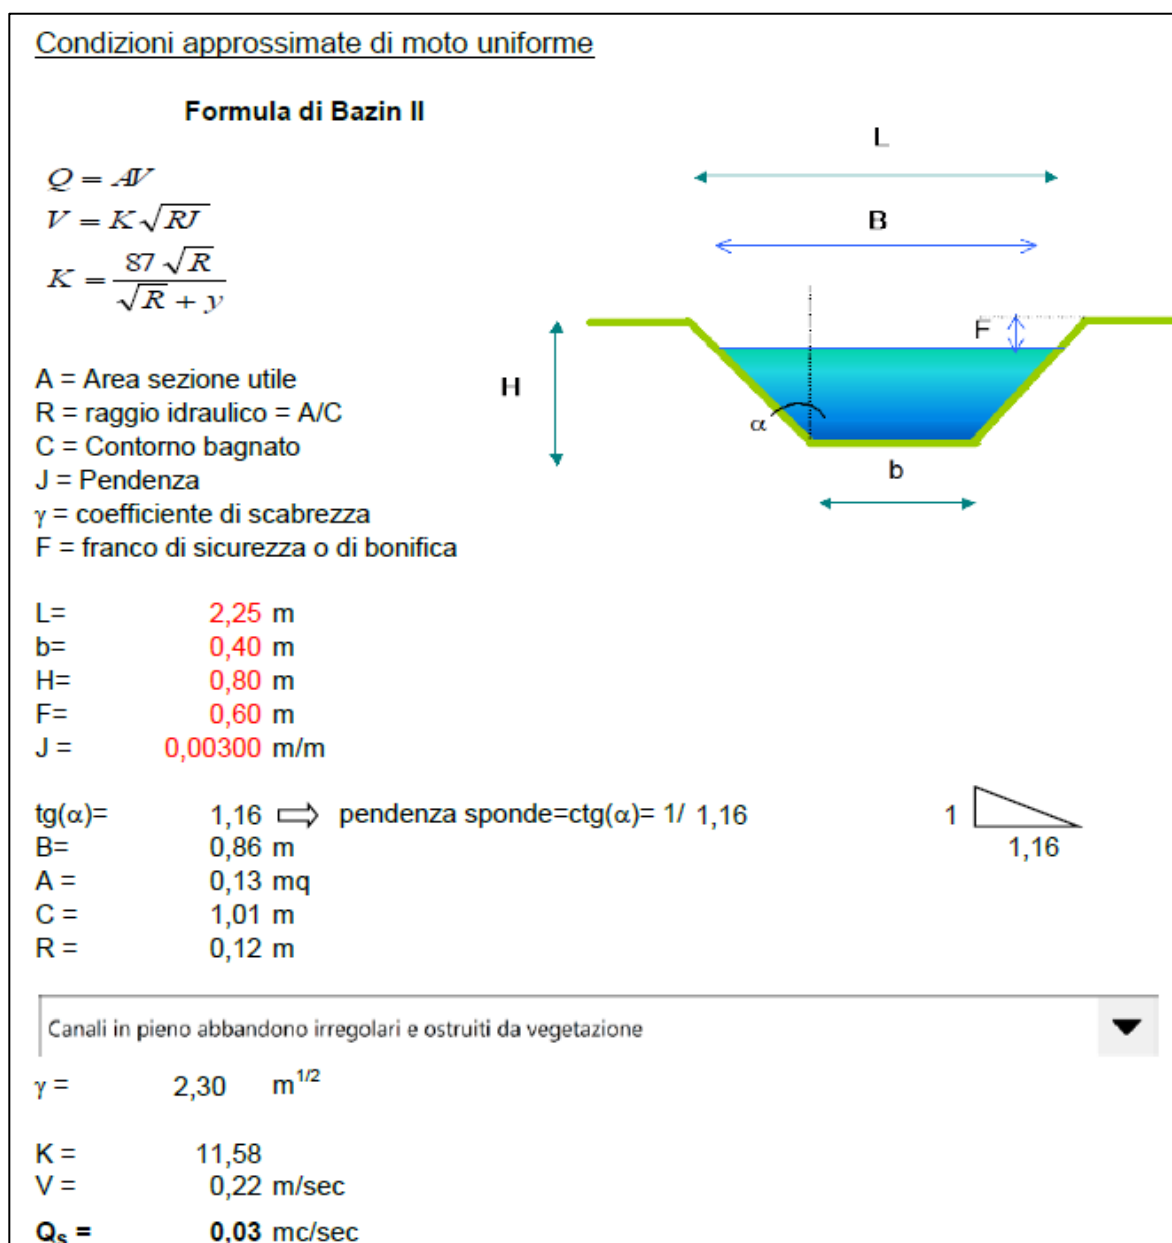 Condizioni approssimate di moto uniforme
Formula di Bazin II
Q = AV
V = K√RJ
K = 87√R / √R + y
L
B
F
H
α
b
A = Area sezione utile
R = raggio idraulico = A/C
C = Contorno bagnato
J = Pendenza
γ = coefficiente di scabrezza
F = franco di sicurezza o di bonifica
L= 2,25 m
b= 0,40 m
H= 0,80 m
F= 0,60 m
J = 0,00300 m/m
tg(α)= 1,16 ⇨ pendenza sponde=ctg(α)= 1/ 1,16
1
1,16
B= 0,86 m
A = 0,13 mq
C = 1,01 m
R = 0,12 m
Canali in pieno abbandono irregolari e ostruiti da vegetazione
γ = 2,30 m^1/2
K = 11,58
V = 0,22 m/sec
Qs = 0,03 mc/sec